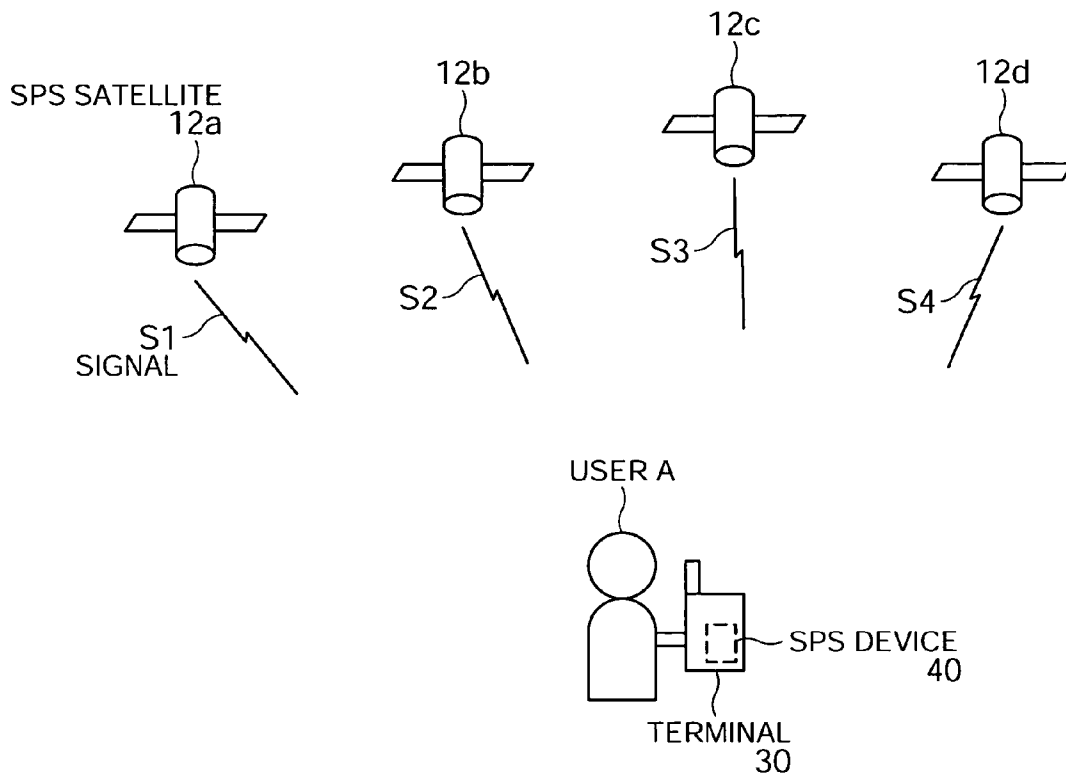 12c
12b
12d
SPS SATELLITE
12a
S3
S2
S4
S1
SIGNAL
USER A
SPS DEVICE
40
TERMINAL
30